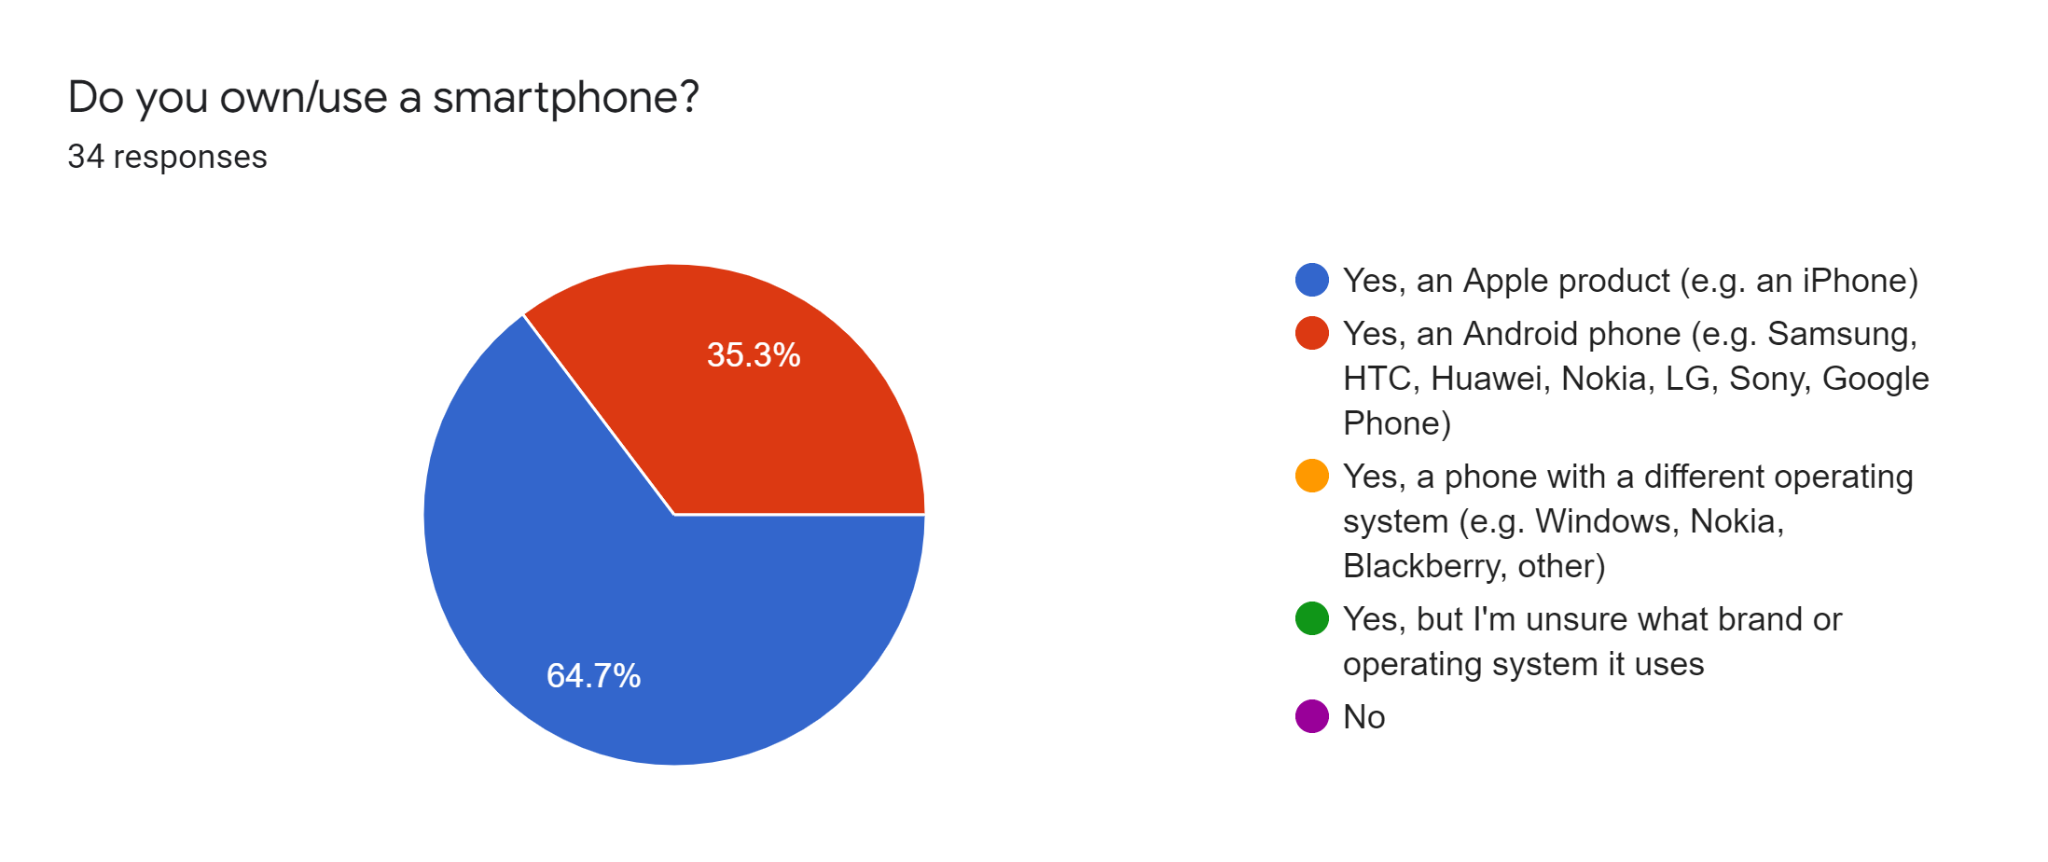 Do you own/use a smartphone?
34 responses
35.3%
64.7%
Yes, an Apple product (e.g. an iPhone)
Yes, an Android phone (e.g. Samsung,
HTC, Huawei, Nokia, LG, Sony, Google
Phone)
Yes, a phone with a different operating
system (e.g. Windows, Nokia,
Blackberry, other)
Yes, but I'm unsure what brand or
operating system it uses
No